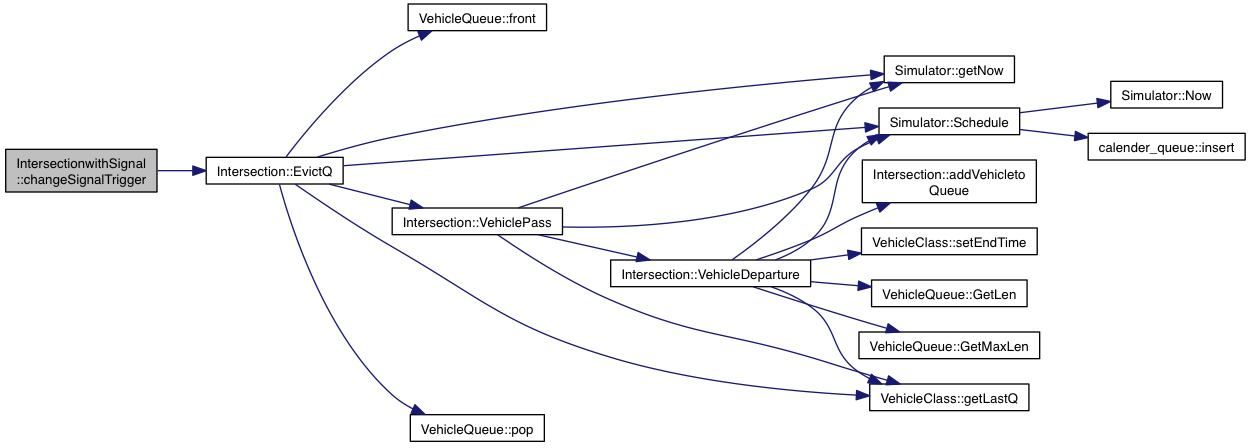 VehicleQueue::front
Simulator::getNow
Simulator::Now
Simulator::Schedule
calender_queue::insert
IntersectionwithSignal
::changeSignalTrigger
Intersection::EvictQ
Intersection::addVehicleto
Queue
Intersection::VehiclePass
VehicleClass::setEndTime
Intersection::VehicleDeparture
VehicleQueue::GetLen
VehicleQueue::GetMaxLen
VehicleClass::getLastQ
VehicleQueue::pop